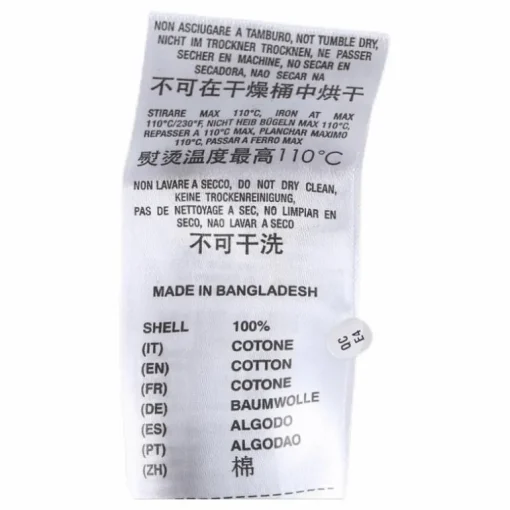 NON ASCIUGARE A TAMBURO, NOT TUMBLE DRY,
NICHT IM TROCKNER TROCKNEN, NE PASSER
SECHER EN MACHINE, NO SECAR EN
SECADORA, NAO SECAR NA
不可在干燥桶中烘干
STIRARE MAX 110°C, IRON AT MAX
110°C/230°F, NICHT HEIß BÜGELN MAX 110°C,
REPASSER A 110°C MAX, PLANCHAR MAXIMO
110°C, PASSAR A FERRO MAX
熨烫温度最高110°C
NON LAVARE A SECCO, DO NOT DRY CLEAN,
KEINE TROCKENREINIGUNG,
PAS DE NETTOYAGE A SEC, NO LIMPIAR EN
SECO, NAO LAVAR A SECO
不可干洗
MADE IN BANGLADESH
SHELL 100%
(IT) COTONE
(EN) COTTON
(FR) COTONE
(DE) BAUMWOLLE
(ES) ALGODO
(PT) ALGODAO
(ZH) 棉
QC
E4